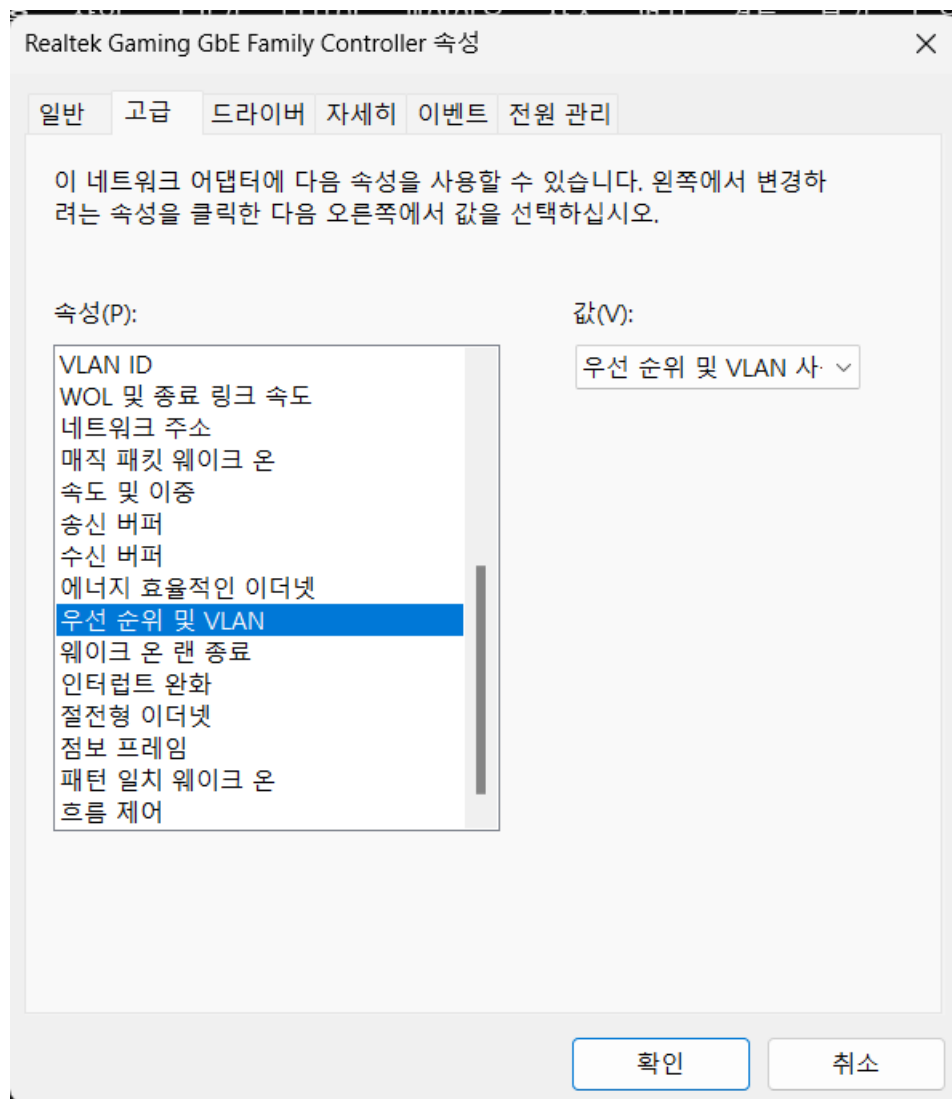 Realtek Gaming GbE Family Controller 속성
일반 고급 드라이버 자세히 이벤트 전원 관리
이 네트워크 어댑터에 다음 속성을 사용할 수 있습니다. 왼쪽에서 변경하
려는 속성을 클릭한 다음 오른쪽에서 값을 선택하십시오.
속성(P):
값(V):
VLAN ID
우선 순위 및 VLAN 사
WOL 및 종료 링크 속도
네트워크 주소
매직 패킷 웨이크 온
속도 및 이중
송신 버퍼
수신 버퍼
에너지 효율적인 이더넷
우선 순위 및 VLAN
웨이크 온 랜 종료
인터럽트 완화
절전형 이더넷
점보 프레임
패턴 일치 웨이크 온
흐름 제어
확인
취소